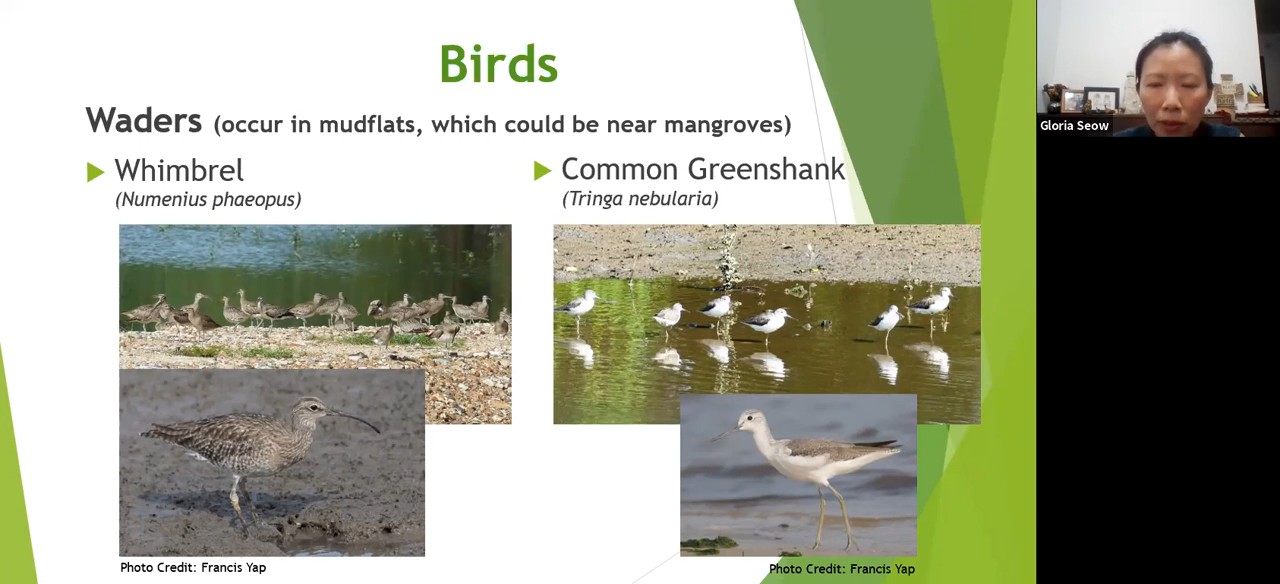 Birds
Waders (occur in mudflats, which could be near mangroves)
Whimbrel
(Numenius phaeopus)
Common Greenshank
(Tringa nebularia)
Photo Credit: Francis Yap
Photo Credit: Francis Yap
Gloria Seow